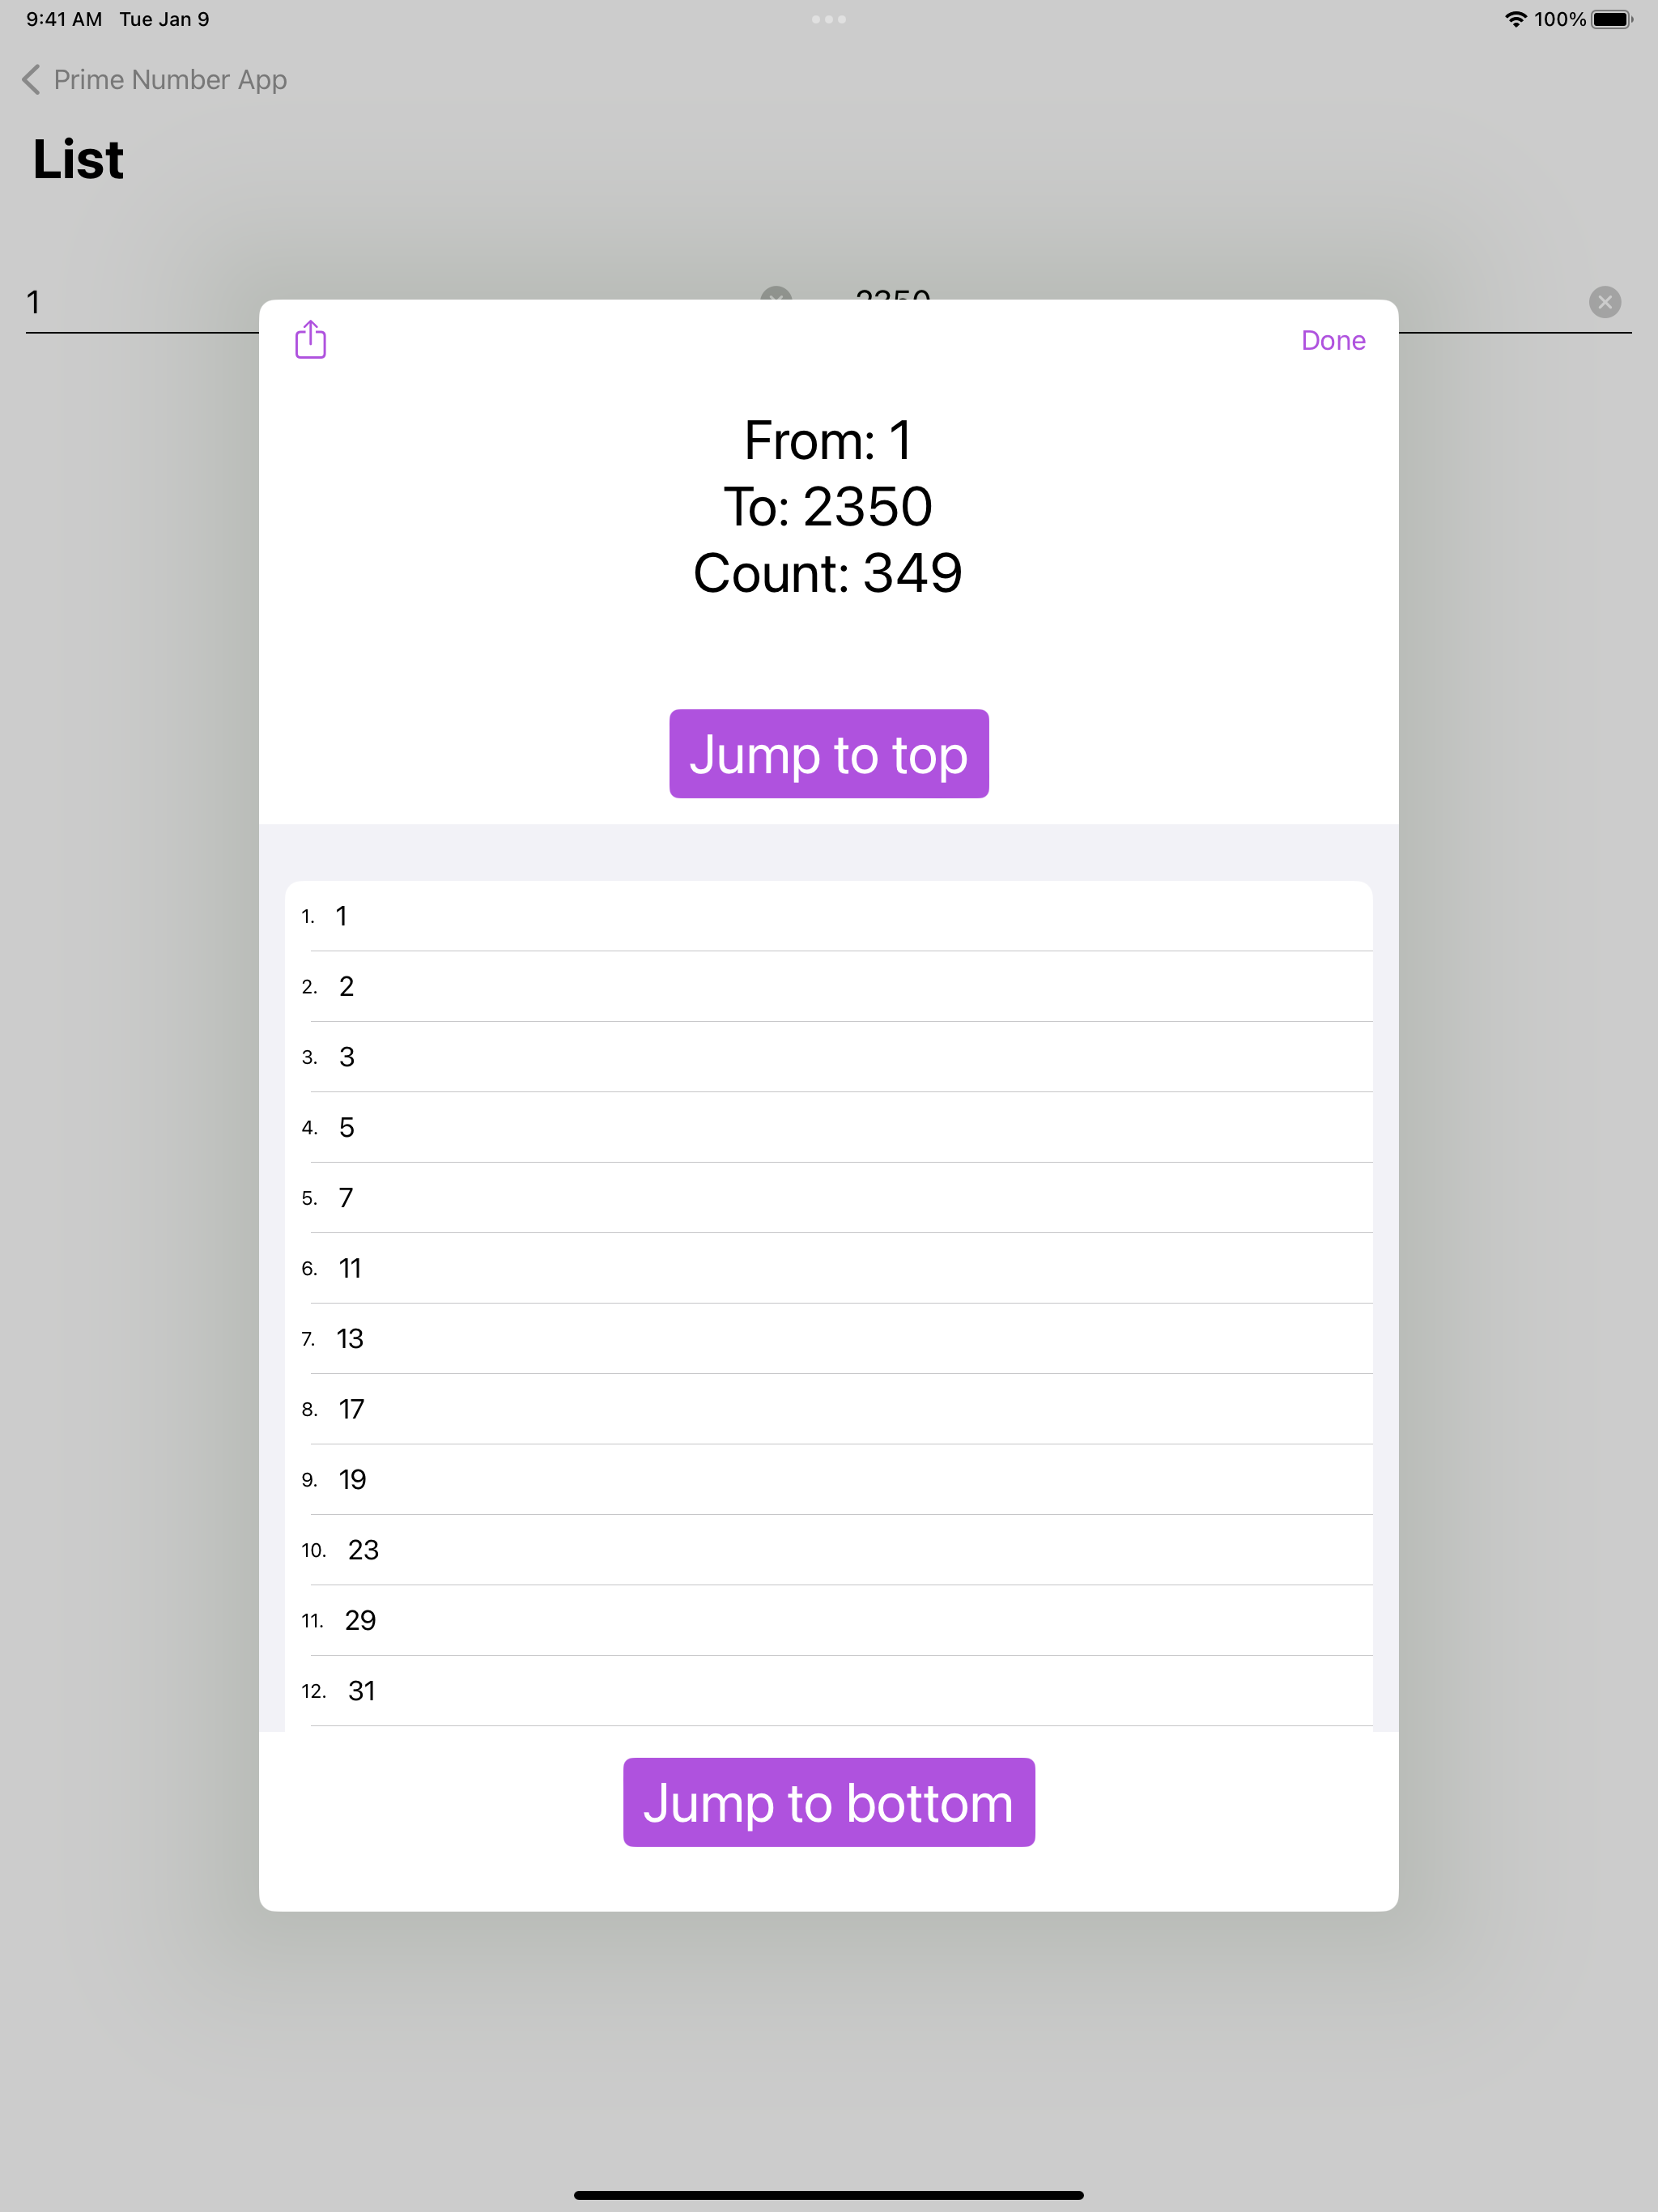 9:41 AM Tue Jan 9
100%
Prime Number App
List
1
2350
Done
From: 1
To: 2350
Count: 349
Jump to top
1. 1
2. 2
3. 3
4. 5
5. 7
6. 11
7. 13
8. 17
9. 19
10. 23
11. 29
12. 31
Jump to bottom